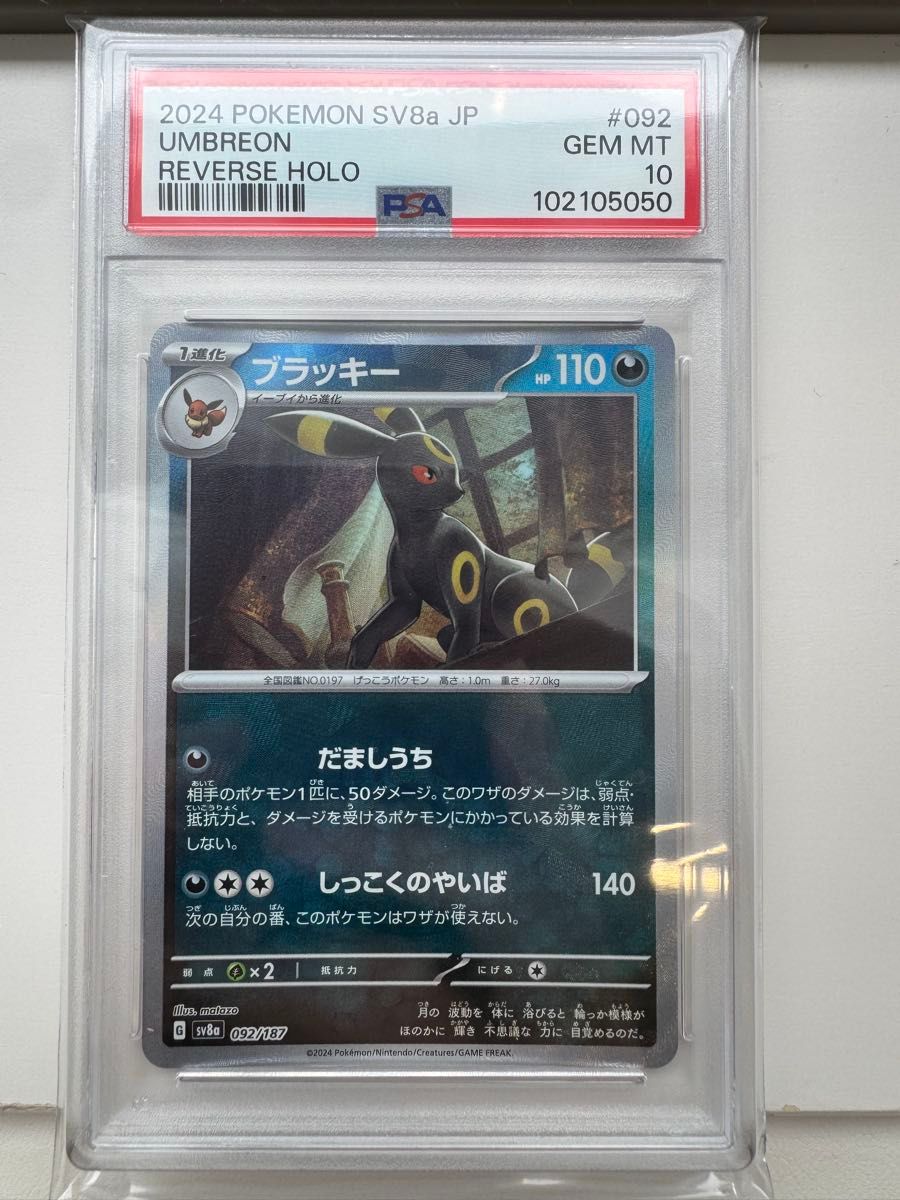 2024 POKEMON SV8a JP #092
UMBREON GEM MT
REVERSE HOLO 10
PSA 102105050
1進化 ブラッキー HP 110
イーブイから進化
全国図鑑NO.0197 げっこうポケモン 高さ:1.0m 重さ:27.0kg
だましうち
相手のポケモン1匹に、50ダメージ。このワザのダメージは、弱点・
抵抗力と、ダメージを受けるポケモンにかかっている効果を計算
しない。
しっこくのやいば 140
次の自分の番、このポケモンはワザが使えない。
弱点 ×2 抵抗力 にげる
Illus. matazo
月の波動を体に浴びると輪っか模様が
G sv8a 092/187
ほのかに輝き不思議な力に目覚めるのだ。
©2024 Pokémon/Nintendo/Creatures/GAME FREAK.